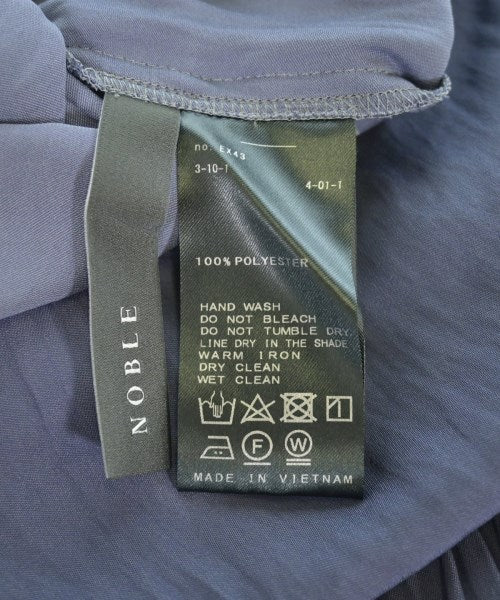 NOBLE
no. EX43
3-10-1
4-01-1
100% POLYESTER
HAND WASH
DO NOT BLEACH
DO NOT TUMBLE DRY
LINE DRY IN THE SHADE
WARM IRON
DRY CLEAN
WET CLEAN
F W
MADE IN VIETNAM